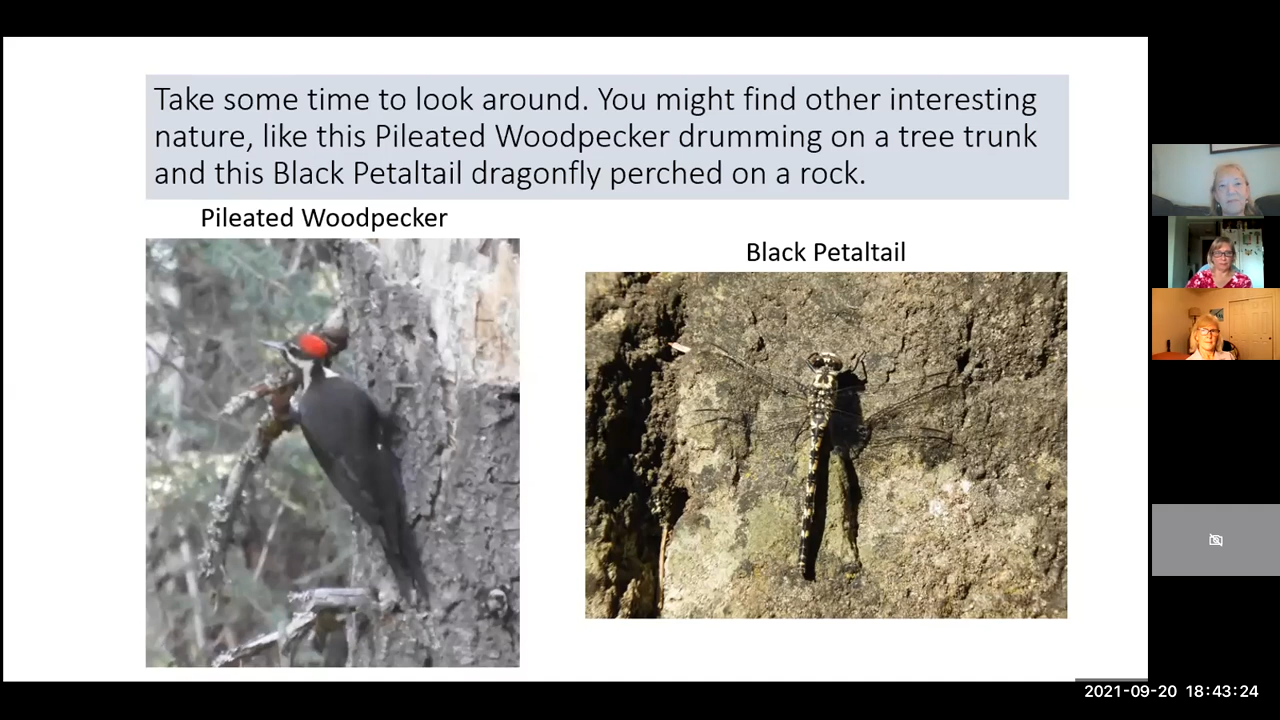 Take some time to look around. You might find other interesting
nature, like this Pileated Woodpecker drumming on a tree trunk
and this Black Petaltail dragonfly perched on a rock.
Pileated Woodpecker
Black Petaltail
2021-09-20 18:43:24